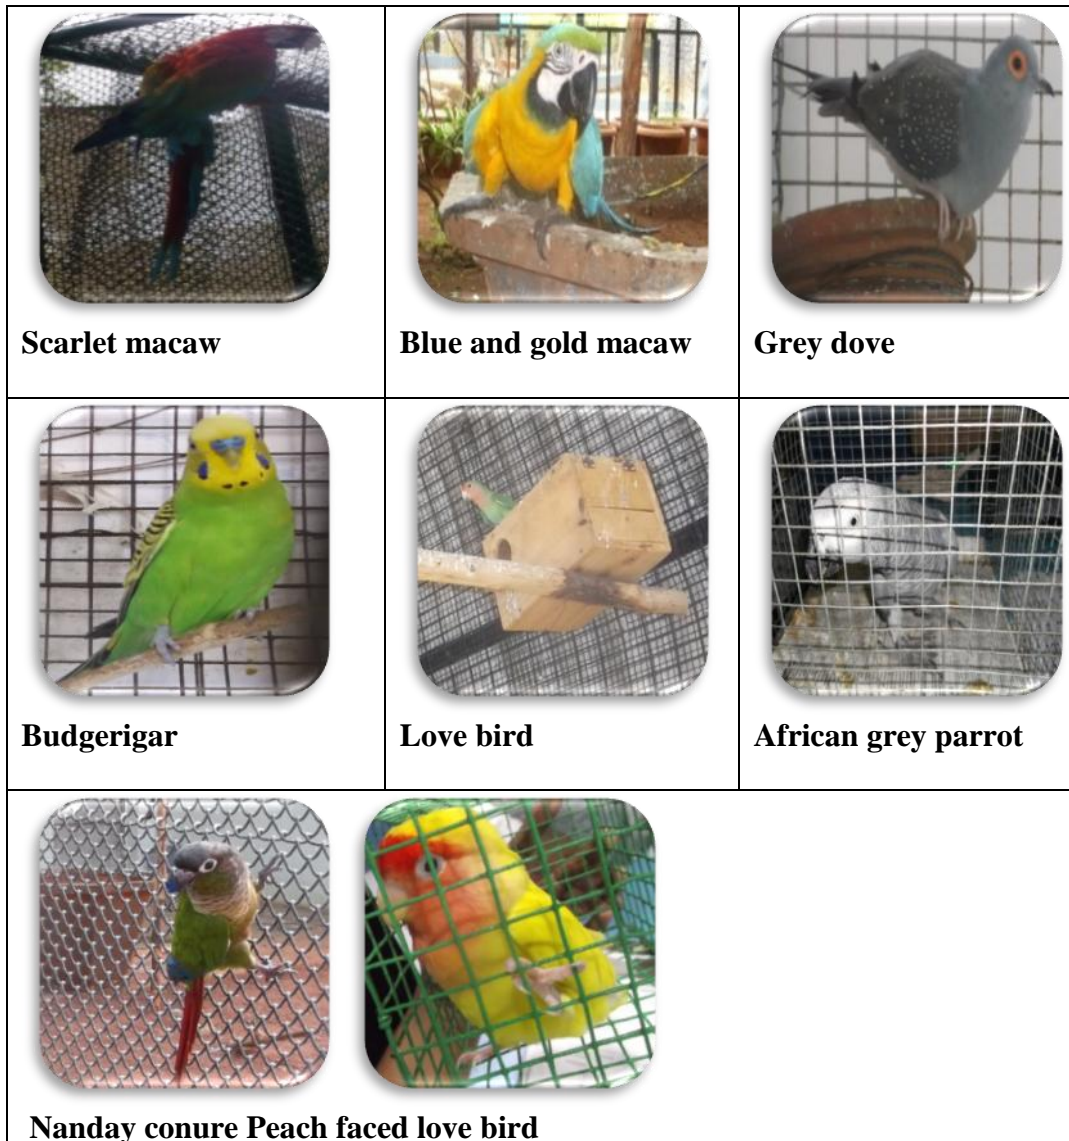 Scarlet macaw
Blue and gold macaw
Grey dove
Budgerigar
Love bird
African grey parrot
Nanday conure Peach faced love bird